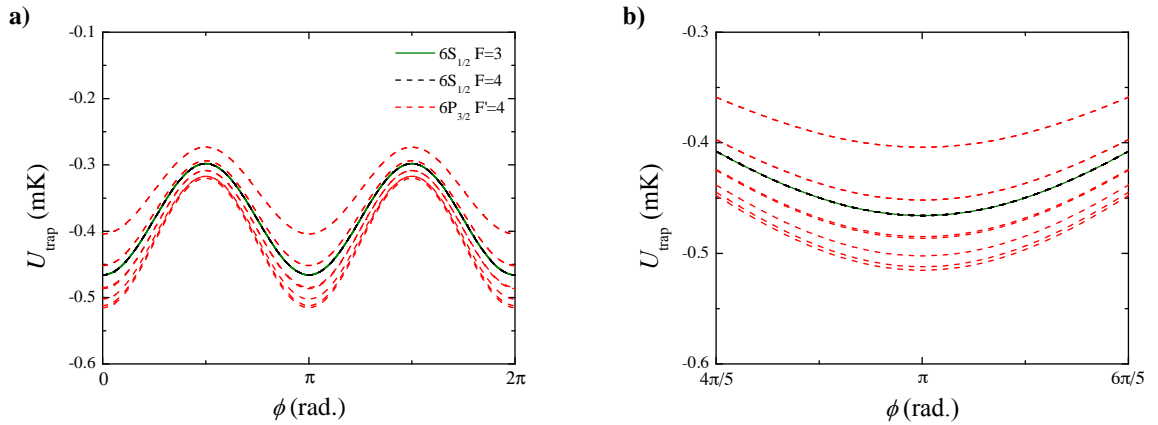 a)
-0.1
-0.2
-0.3
-0.4
-0.5
-0.6
U_trap (mK)
6S_1/2 F=3
6S_1/2 F=4
6P_3/2 F'=4
0
π
2π
ϕ (rad.)
b)
-0.3
-0.4
-0.5
-0.6
U_trap (mK)
4π/5
π
6π/5
ϕ (rad.)